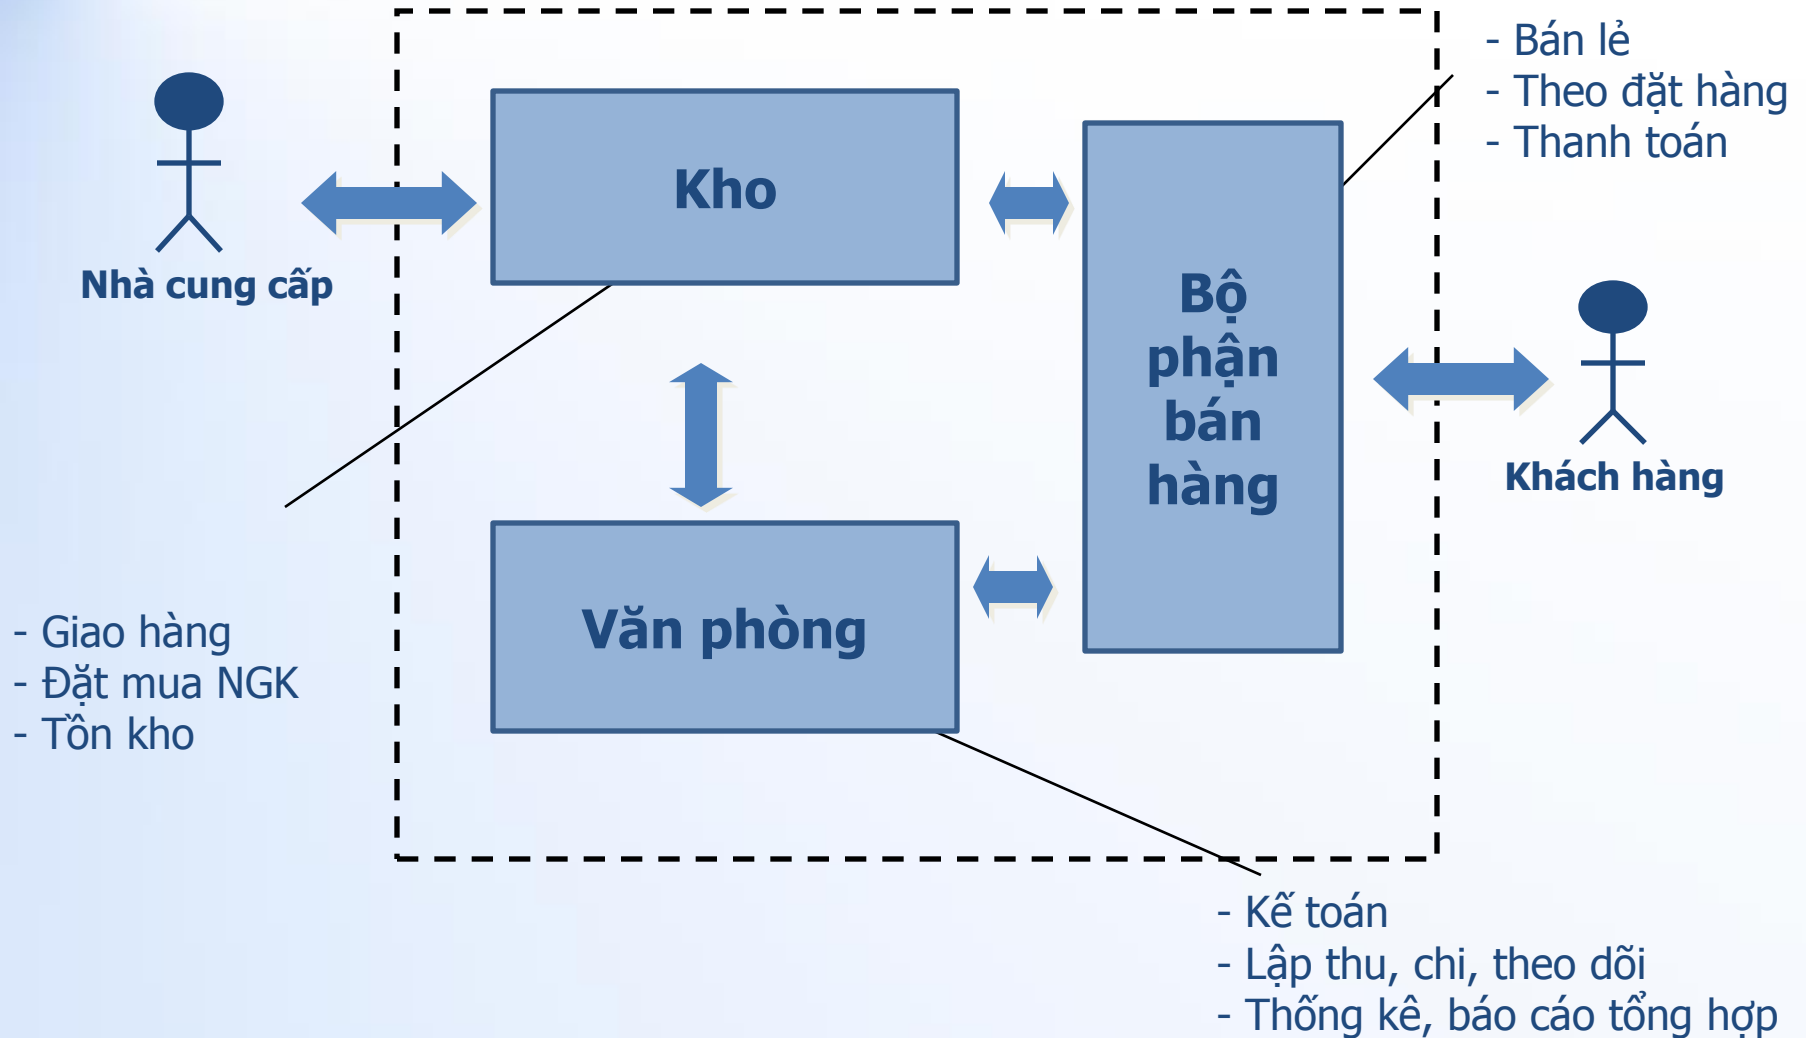 - Bán lẻ
- Theo đặt hàng
- Thanh toán
Kho
Nhà cung cấp
Bộ
phận
bán
hàng
Khách hàng
Văn phòng
- Giao hàng
- Đặt mua NGK
- Tồn kho
- Kế toán
- Lập thu, chi, theo dõi
- Thống kê, báo cáo tổng hợp